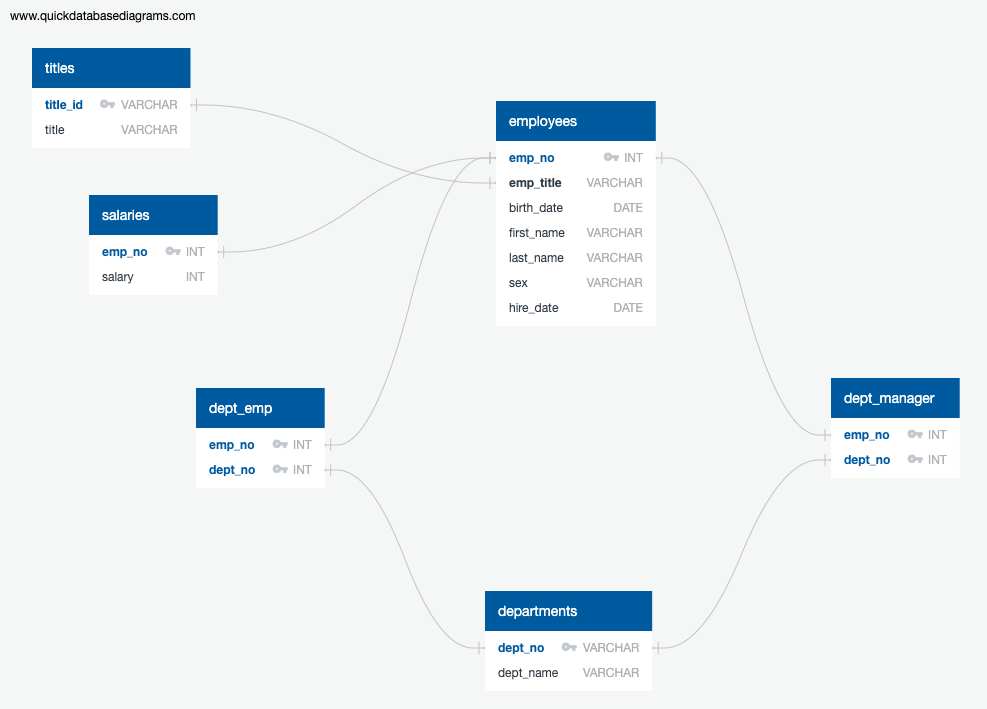 www.quickdatabasediagrams.com
titles
title_id VARCHAR
title VARCHAR
employees
emp_no INT
emp_title VARCHAR
birth_date DATE
first_name VARCHAR
last_name VARCHAR
sex VARCHAR
hire_date DATE
salaries
emp_no INT
salary INT
dept_emp
emp_no INT
dept_no INT
dept_manager
emp_no INT
dept_no INT
departments
dept_no VARCHAR
dept_name VARCHAR